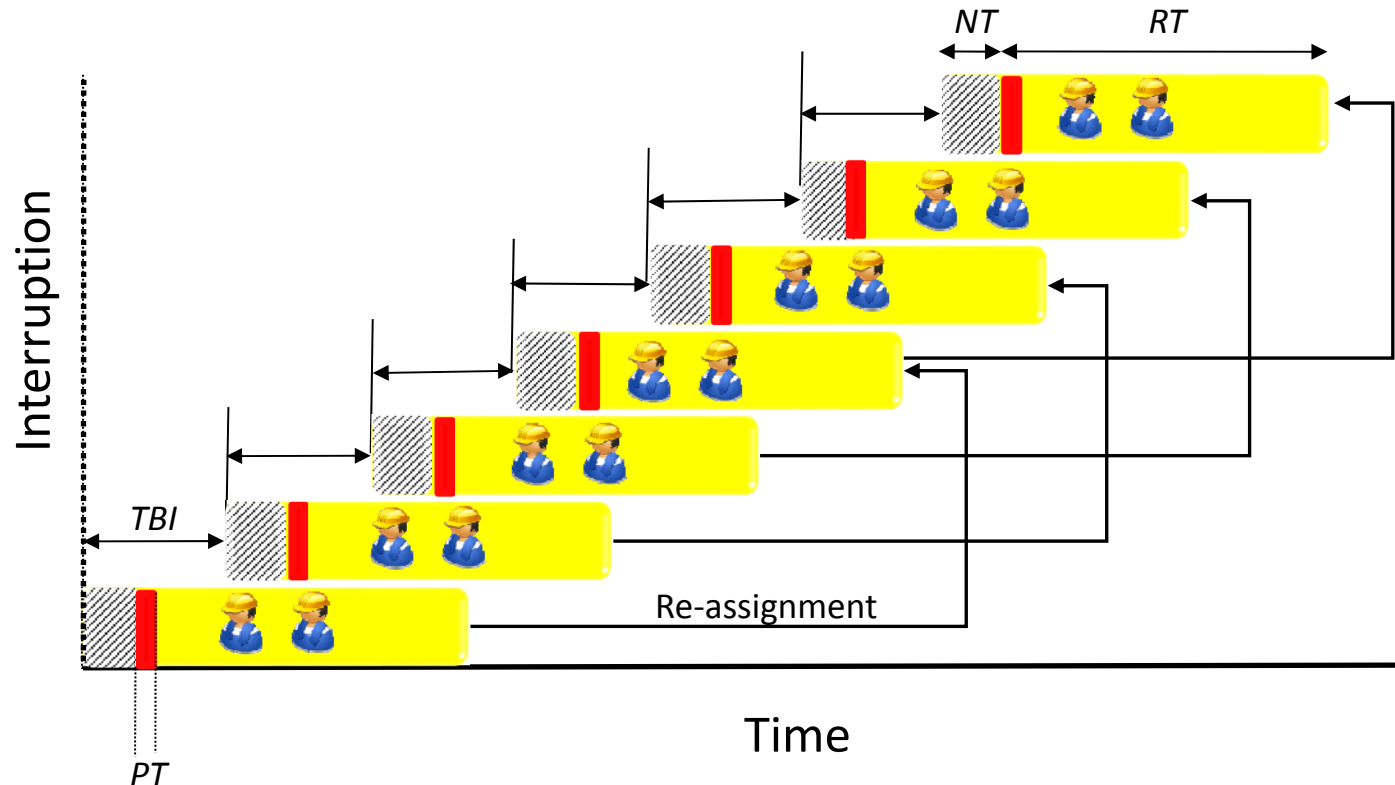 NT
RT
Interruption
TBI
Re-assignment
Time
PT